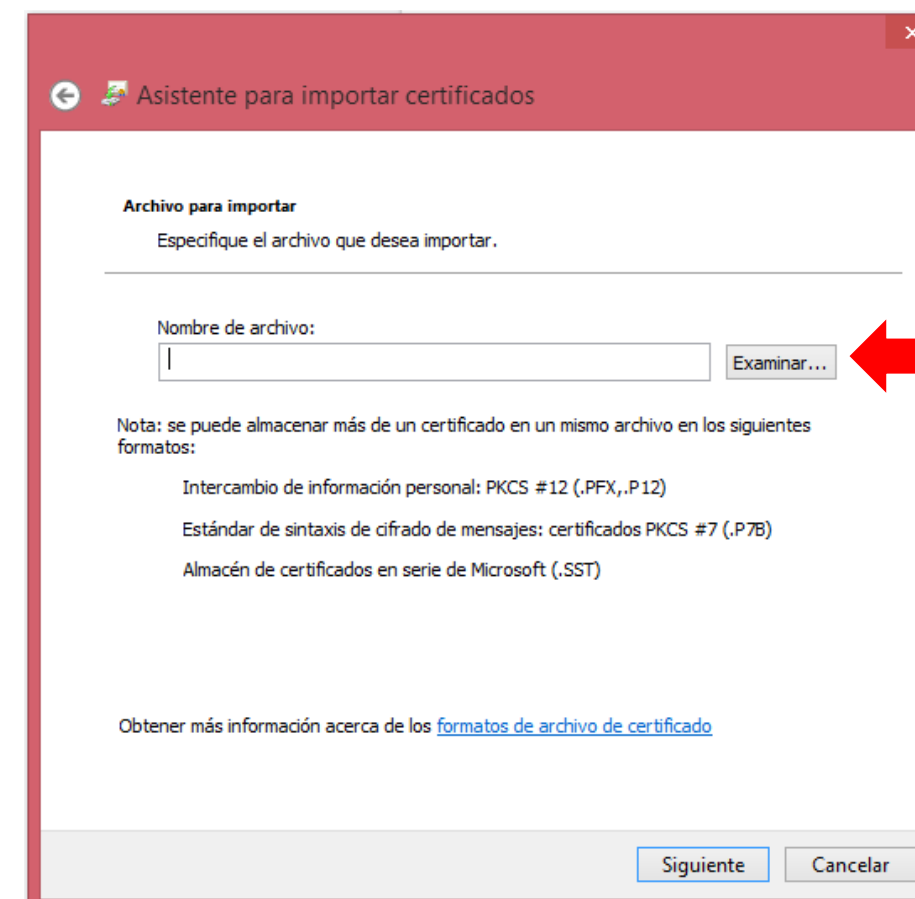 Asistente para importar certificados
Archivo para importar
Especifique el archivo que desea importar.
Nombre de archivo:
Examinar...
Nota: se puede almacenar más de un certificado en un mismo archivo en los siguientes
formatos:
Intercambio de información personal: PKCS #12 (.PFX,.P12)
Estándar de sintaxis de cifrado de mensajes: certificados PKCS #7 (.P7B)
Almacén de certificados en serie de Microsoft (.SST)
Obtener más información acerca de los formatos de archivo de certificado
Siguiente Cancelar